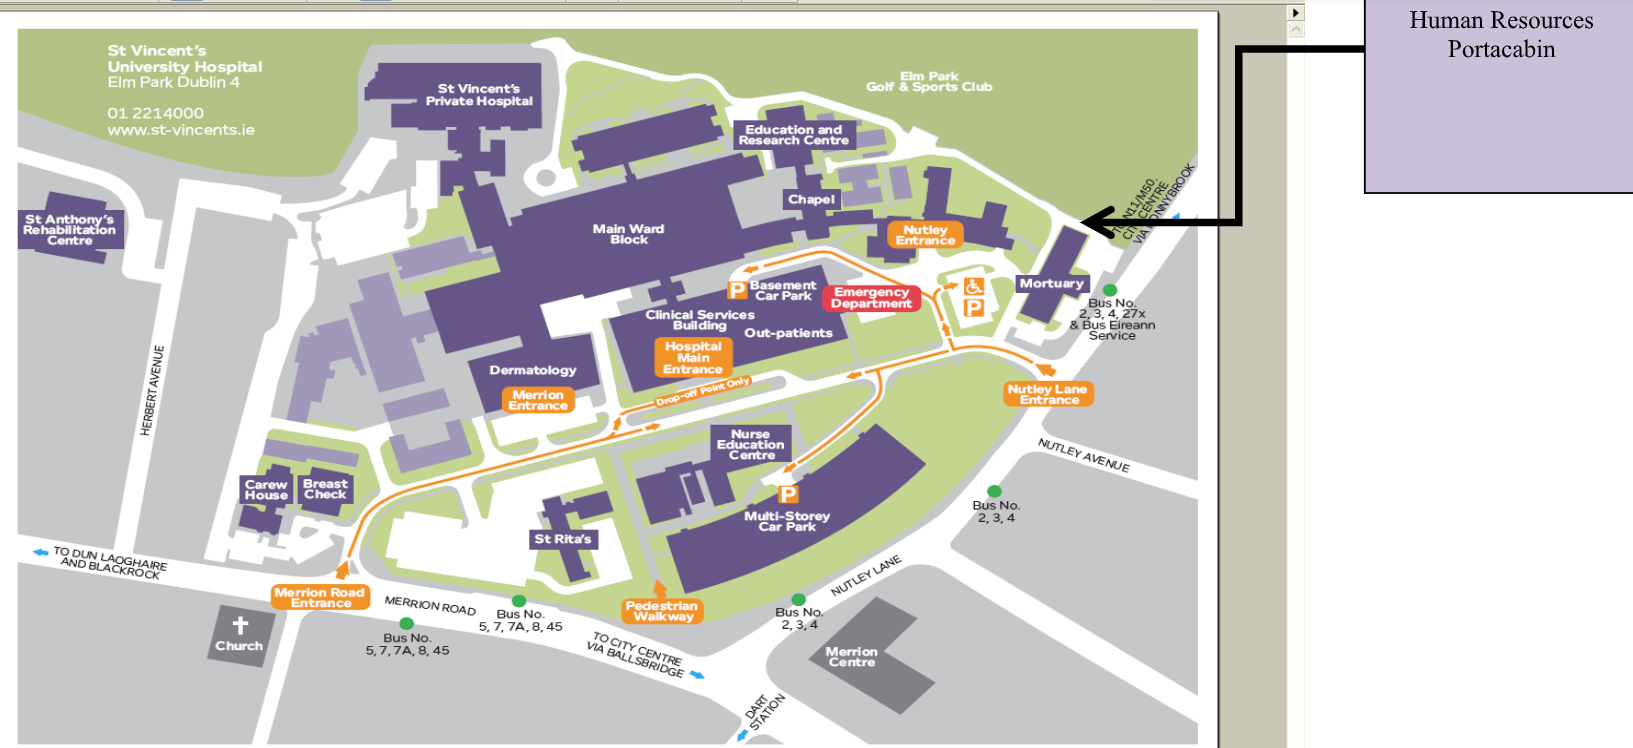 Human Resources
Portacabin
St Vincent's
University Hospital
Elm Park Dublin 4
01 2214000
www.st-vincents.ie
St Vincent's
Private Hospital
Elm Park
Golf & Sports Club
Education and
Research Centre
Chapel
St Anthony's
Rehabilitation
Centre
Main Ward
Block
Nutley
Entrance
TO N11/M50,
CITY CENTRE
VIA DONNYBROOK
P
Basement
Car Park
Emergency
Department
P
Mortuary
Bus No.
2, 3, 4, 27x
& Bus Eireann
Service
Clinical Services
Building
Out-patients
Hospital
Main
Entrance
Dermatology
Merrion
Entrance
Drop-off Point Only
Nutley Lane
Entrance
HERBERT AVENUE
Nurse
Education
Centre
NUTLEY AVENUE
Carew
House
Breast
Check
P
Multi-Storey
Car Park
Bus No.
2, 3, 4
St Rita's
TO DUN LAOGHAIRE
AND BLACKROCK
Merrion Road
Entrance
MERRION ROAD
Bus No.
5, 7, 7A, 8, 45
Pedestrian
Walkway
Bus No.
2, 3, 4
NUTLEY LANE
Church
Bus No.
5, 7, 7A, 8, 45
TO CITY CENTRE
VIA BALLSBRIDGE
Merrion
Centre
DART
STATION